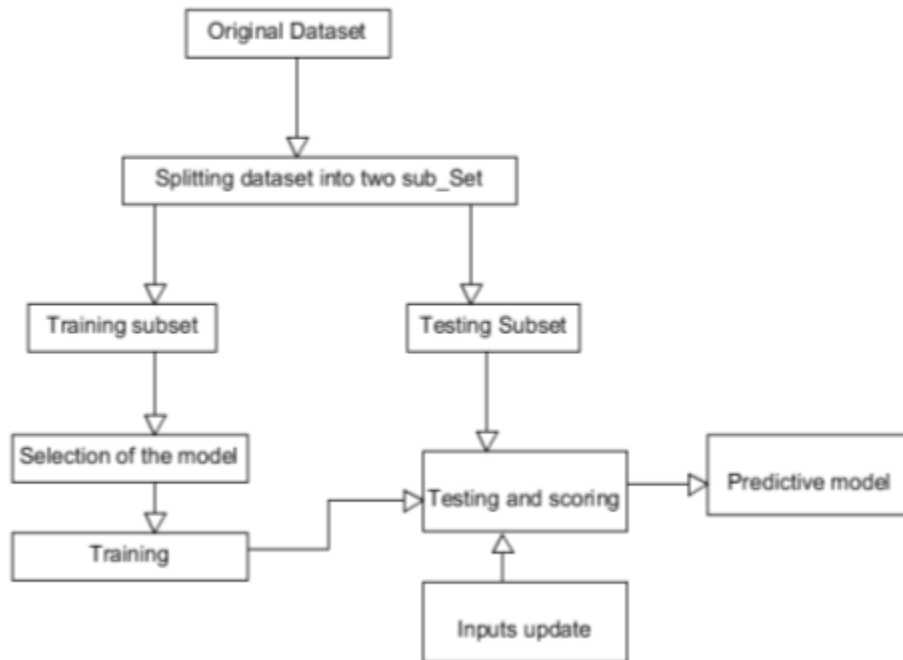 Original Dataset
Splitting dataset into two sub_Set
Training subset
Testing Subset
Selection of the model
Testing and scoring
Predictive model
Training
Inputs update